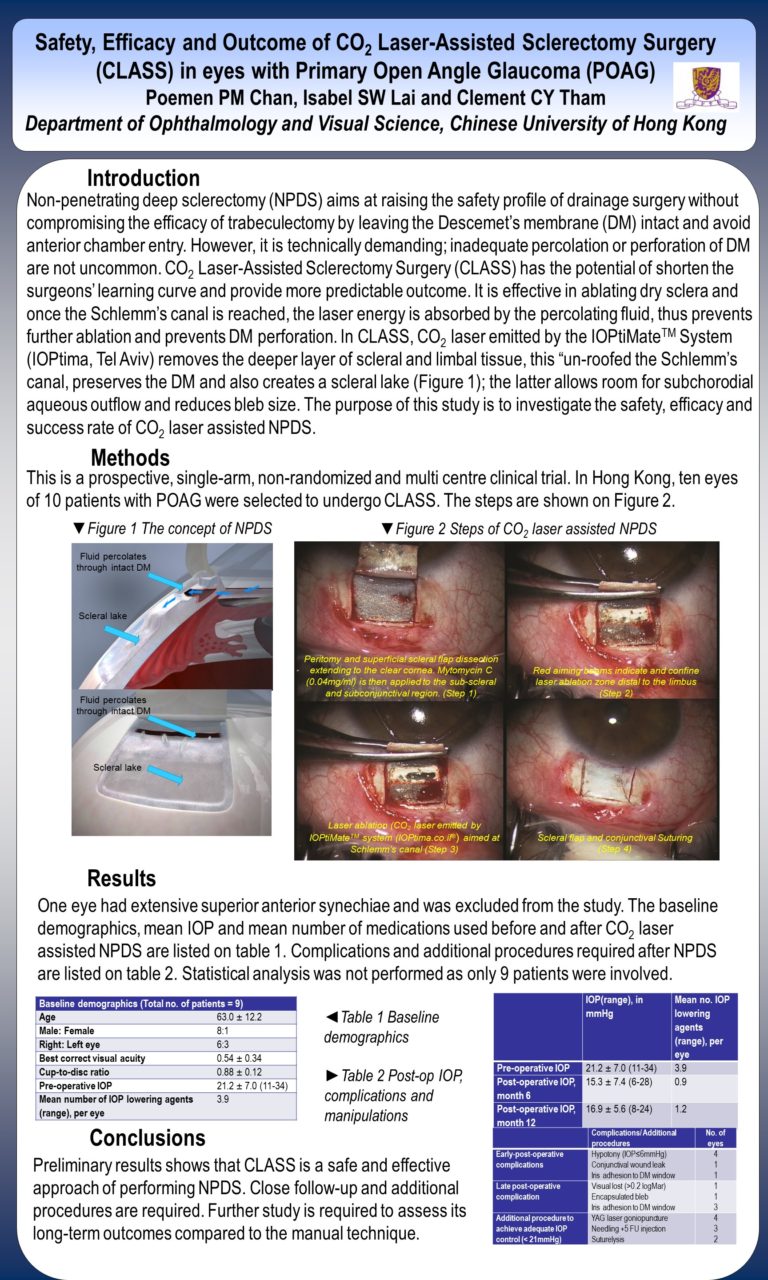 Safety, Efficacy and Outcome of CO2 Laser-Assisted Sclerectomy Surgery
(CLASS) in eyes with Primary Open Angle Glaucoma (POAG)
Poemen PM Chan, Isabel SW Lai and Clement CY Tham
Department of Ophthalmology and Visual Science, Chinese University of Hong Kong
Introduction
Non-penetrating deep sclerectomy (NPDS) aims at raising the safety profile of drainage surgery without
compromising the efficacy of trabeculectomy by leaving the Descemet's membrane (DM) intact and avoid
anterior chamber entry. However, it is technically demanding; inadequate percolation or perforation of DM
are not uncommon. CO2 Laser-Assisted Sclerectomy Surgery (CLASS) has the potential of shorten the
surgeons' learning curve and provide more predictable outcome. It is effective in ablating dry sclera and
once the Schlemm's canal is reached, the laser energy is absorbed by the percolating fluid, thus prevents
further ablation and prevents DM perforation. In CLASS, CO2 laser emitted by the IOPtiMate™ System
(IOPtima, Tel Aviv) removes the deeper layer of scleral and limbal tissue, this “un-roofed the Schlemm's
canal, preserves the DM and also creates a scleral lake (Figure 1); the latter allows room for subchorodial
aqueous outflow and reduces bleb size. The purpose of this study is to investigate the safety, efficacy and
success rate of CO2 laser assisted NPDS.
Methods
This is a prospective, single-arm, non-randomized and multi centre clinical trial. In Hong Kong, ten eyes
of 10 patients with POAG were selected to undergo CLASS. The steps are shown on Figure 2.
▼Figure 1 The concept of NPDS
▼Figure 2 Steps of CO2 laser assisted NPDS
Fluid percolates
through intact DM
Scleral lake
Fluid percolates
through intact DM
Scleral lake
Peritomy and superficial scleral flap dissection
extending to the clear cornea. Mytomycin C
(0.04mg/ml) is then applied to the sub-scleral
and subconjunctival region. (Step 1)
Red aiming beams indicate and confine
laser ablation zone distal to the limbus
(Step 2)
Laser ablation (CO2 laser emitted by
IOPtiMate™ system (IOPtima.co.il®) aimed at
Schlemm's canal (Step 3)
Scleral flap and conjunctival Suturing
(Step 4)
Results
One eye had extensive superior anterior synechiae and was excluded from the study. The baseline
demographics, mean IOP and mean number of medications used before and after CO2 laser
assisted NPDS are listed on table 1. Complications and additional procedures required after NPDS
are listed on table 2. Statistical analysis was not performed as only 9 patients were involved.
Baseline demographics (Total no. of patients = 9)
Age 63.0 ± 12.2
Male: Female 8:1
Right: Left eye 6:3
Best correct visual acuity 0.54 ± 0.34
Cup-to-disc ratio 0.88 ± 0.12
Pre-operative IOP 21.2 ± 7.0 (11-34)
Mean number of IOP lowering agents 3.9
(range), per eye
◄Table 1 Baseline
demographics
►Table 2 Post-op IOP,
complications and
manipulations
IOP(range), in
mmHg
Mean no. IOP
lowering
agents
(range), per
eye
Pre-operative IOP 21.2 ± 7.0 (11-34) 3.9
Post-operative IOP, 15.3 ± 7.4 (6-28) 0.9
month 6
Post-operative IOP, 16.9 ± 5.6 (8-24) 1.2
month 12
Complications/Additional
procedures
No. of
eyes
Early-post-operative Hypotony (IOP≤6mmHg) 4
complications Conjunctival wound leak 1
Iris adhesion to DM window 1
Late post-operative Visual lost (>0.2 logMar) 1
complication Encapsulated bleb 1
Iris adhesion to DM window 3
Additional procedure to YAG laser goniopuncture 4
achieve adequate IOP Needling +5 FU injection 3
control (< 21mmHg) Suturelysis 2
Conclusions
Preliminary results shows that CLASS is a safe and effective
approach of performing NPDS. Close follow-up and additional
procedures are required. Further study is required to assess its
long-term outcomes compared to the manual technique.